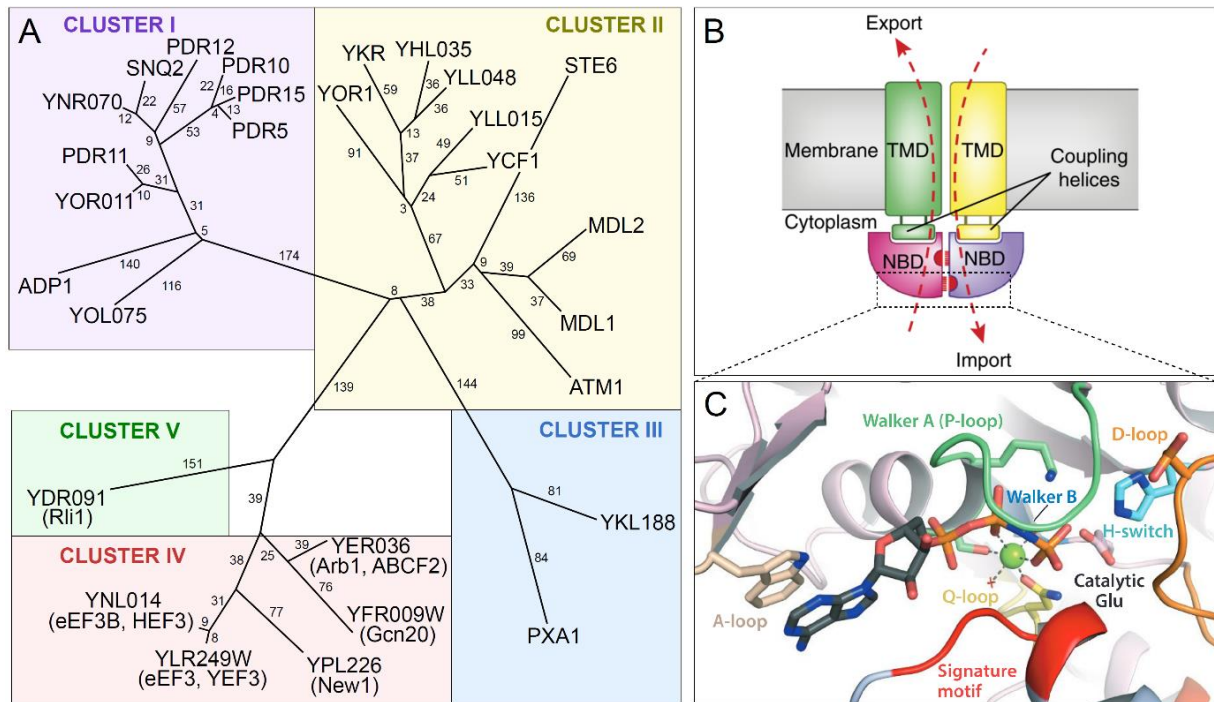 A
CLUSTER I
PDR12
SNQ2
PDR10
YNR070
22
57
22
16
PDR15
12
4
13
9
53
PDR5
PDR11
26
31
10
YOR011
31
5
140
174
ADP1
116
YOL075
CLUSTER II
YHL035
YKR
STE6
59
36
YLL048
YOR1
36
13
YLL015
49
91
37
YCF1
24
51
3
136
67
MDL2
9
39
69
33
8
38
37
MDL1
99
ATM1
139
144
CLUSTER V
151
YDR091
(Rli1)
39
CLUSTER III
81
YKL188
84
PXA1
CLUSTER IV
39
YER036
(Arb1, ABCF2)
38
25
76
YNL014
(eEF3B, HEF3)
31
77
YFR009W
(Gcn20)
9
8
YLR249W
(eEF3, YEF3)
YPL226
(New1)
B
Export
Membrane
TMD
TMD
Coupling
helices
Cytoplasm
NBD
NBD
Import
C
Walker A (P-loop)
D-loop
Walker B
H-switch
Catalytic
Glu
Q-loop
A-loop
Signature
motif